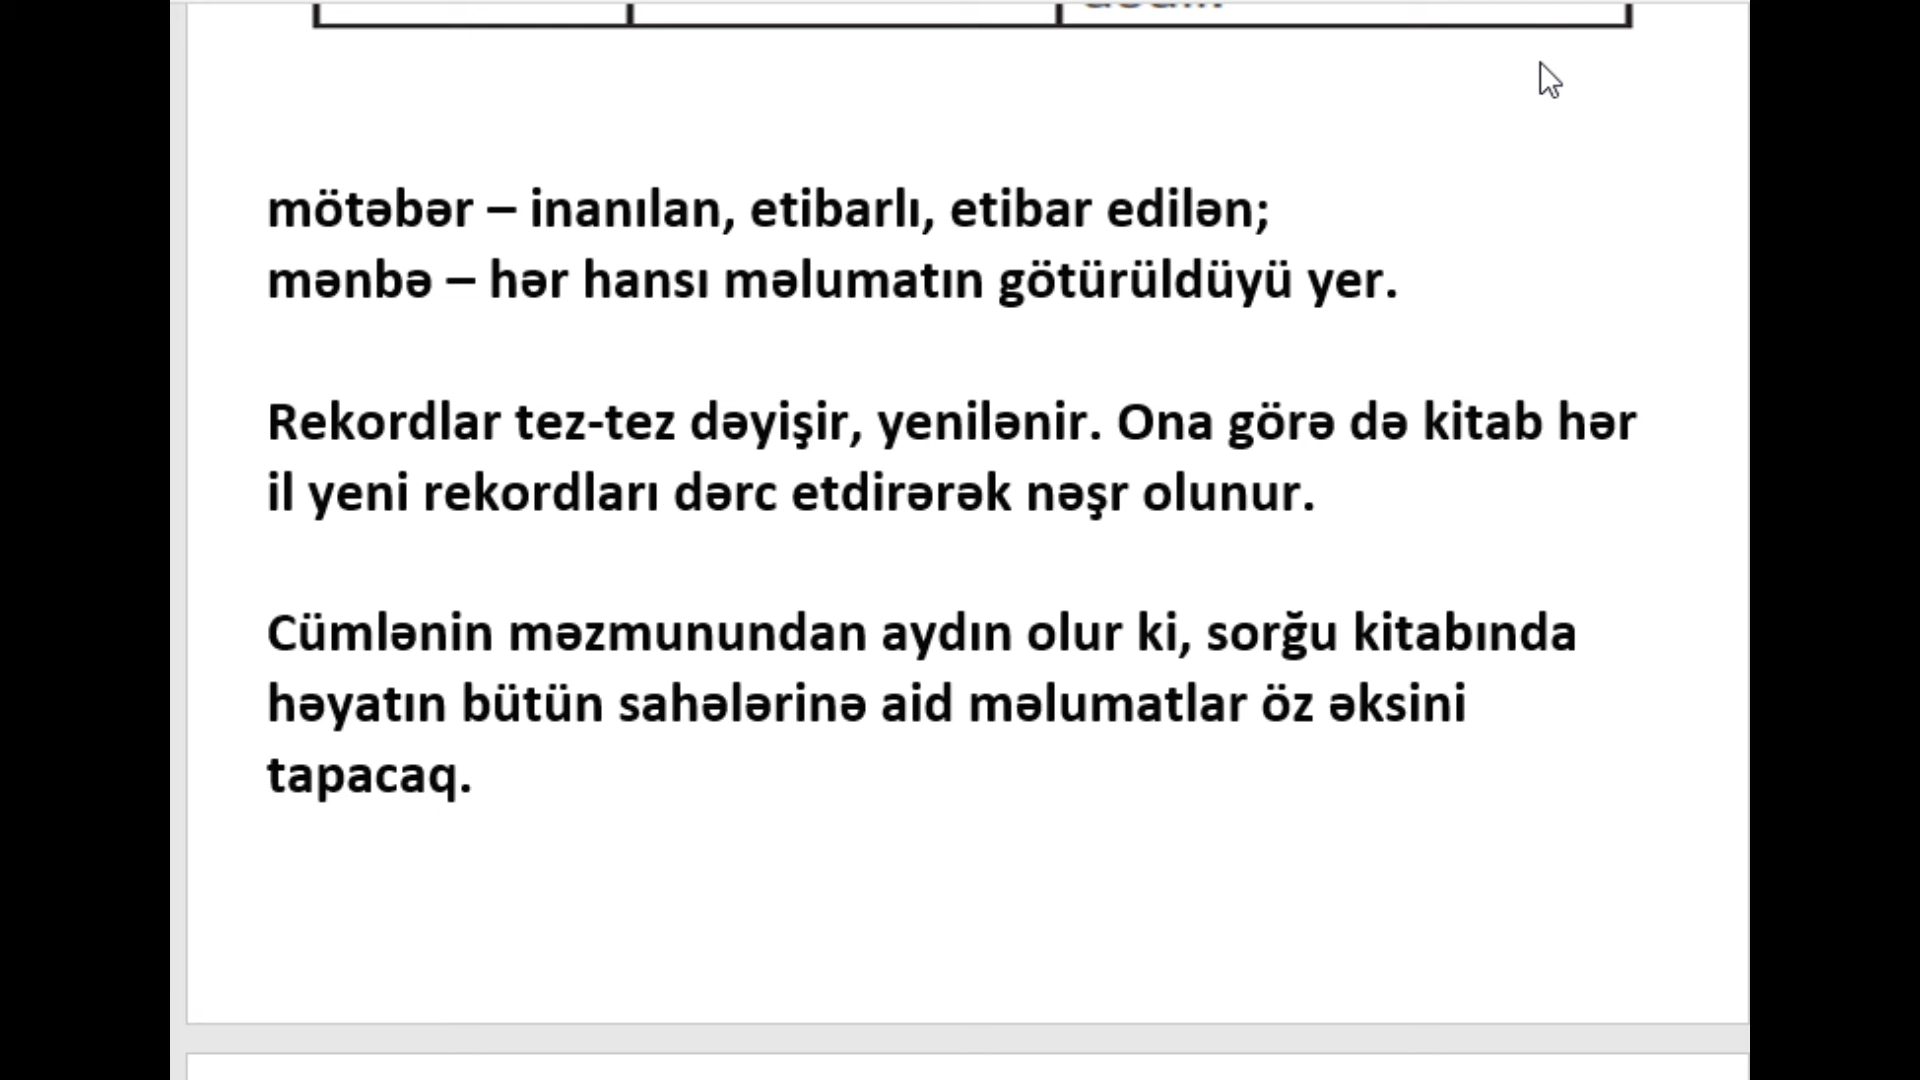 mötəbər – inanılan, etibarlı, etibar edilən;
mənbə – hər hansı məlumatın götürüldüyü yer.
Rekordlar tez-tez dəyişir, yenilənir. Ona görə də kitab hər
il yeni rekordları dərc etdirərək nəşr olunur.
Cümlənin məzmunundan aydın olur ki, sorğu kitabında
həyatın bütün sahələrinə aid məlumatlar öz əksini
tapacaq.